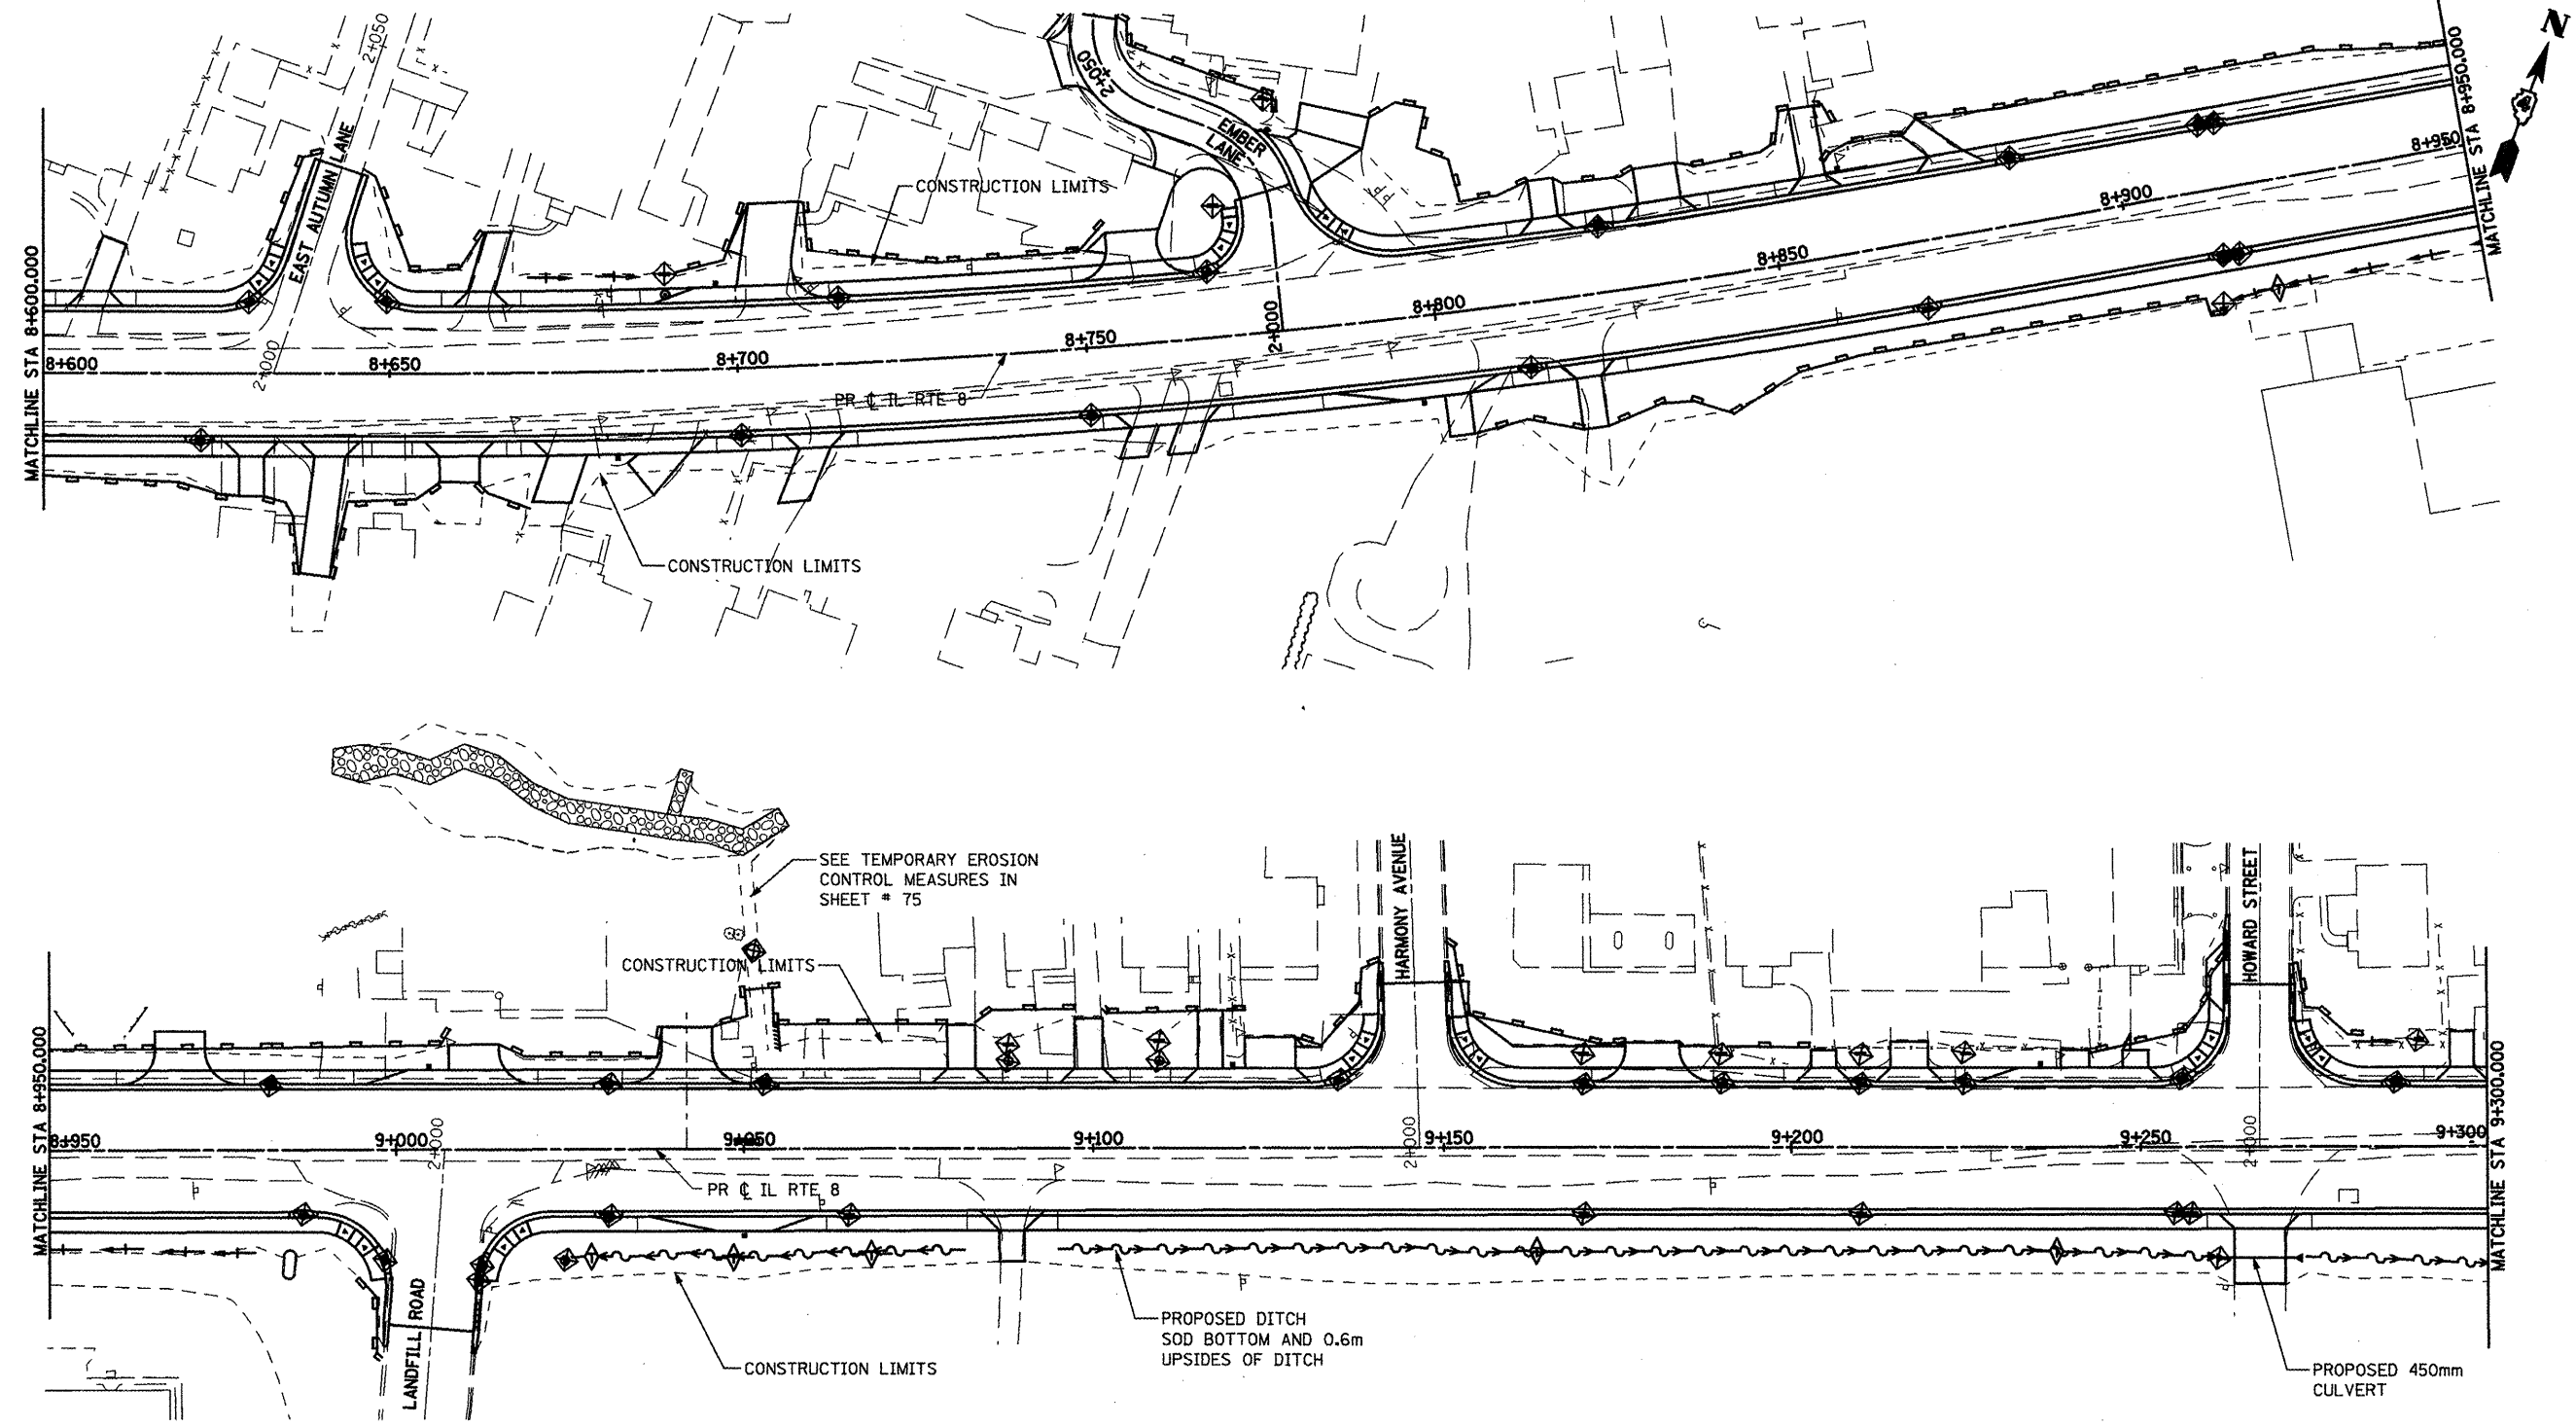 N
MATCHLINE STA 8+600.000
EAST AUTUMN LANE
2+050
2+000
2+050
EMBER
LANE
2+000
CONSTRUCTION LIMITS
8+600
8+650
8+700
8+750
8+800
8+850
8+900
8+950
PR ℄ IL RTE 8
CONSTRUCTION LIMITS
MATCHLINE STA 8+950.000
SEE TEMPORARY EROSION
CONTROL MEASURES IN
SHEET # 75
CONSTRUCTION LIMITS
HARMONY AVENUE
HOWARD STREET
MATCHLINE STA 8+950.000
8+950
9+000
2+000
9+050
9+100
2+000
9+150
9+200
9+250
2+000
9+300
PR ℄ IL RTE 8
LANDFILL ROAD
CONSTRUCTION LIMITS
PROPOSED DITCH
SOD BOTTOM AND 0.6m
UPSIDES OF DITCH
PROPOSED 450mm
CULVERT
MATCHLINE STA 9+300.000